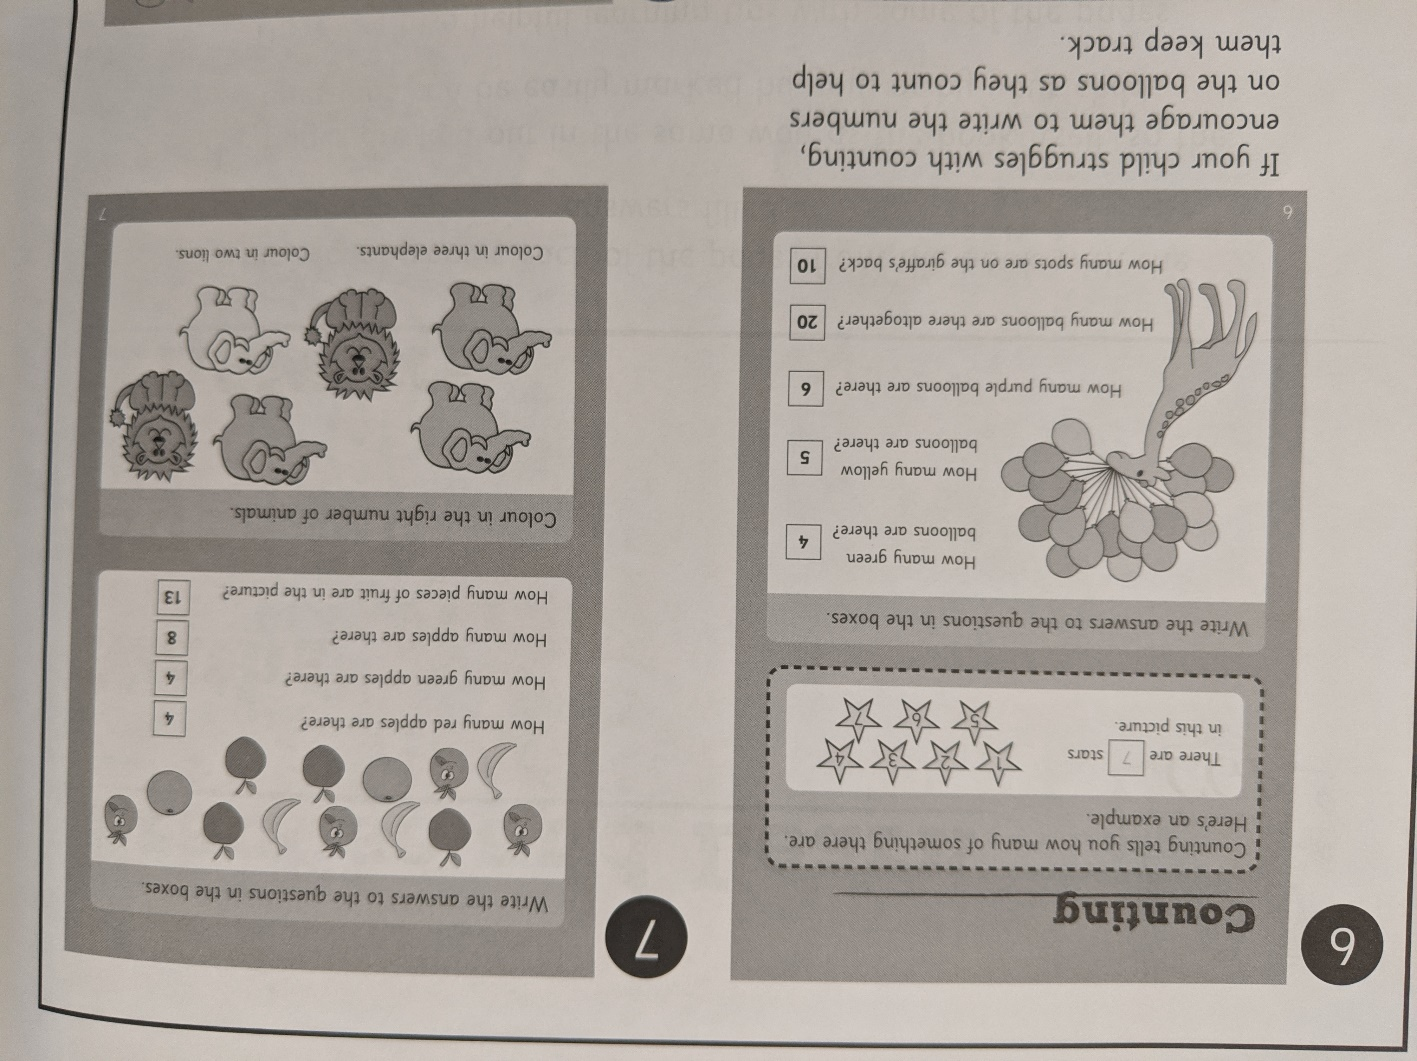 6
Counting
Counting tells you how many of something there are.
Here's an example.
There are 7 stars
in this picture.
1 2 3 4
5 6 7
Write the answers to the questions in the boxes.
How many green
balloons are there? 4
How many yellow
balloons are there? 5
How many purple balloons are there? 6
How many balloons are there altogether? 20
How many spots are on the giraffe's back? 10
6
If your child struggles with counting,
encourage them to write the numbers
on the balloons as they count to help
them keep track.
7
Write the answers to the questions in the boxes.
How many red apples are there? 4
How many green apples are there? 4
How many apples are there? 8
How many pieces of fruit are in the picture? 13
Colour in the right number of animals.
Colour in three elephants. Colour in two lions.
7